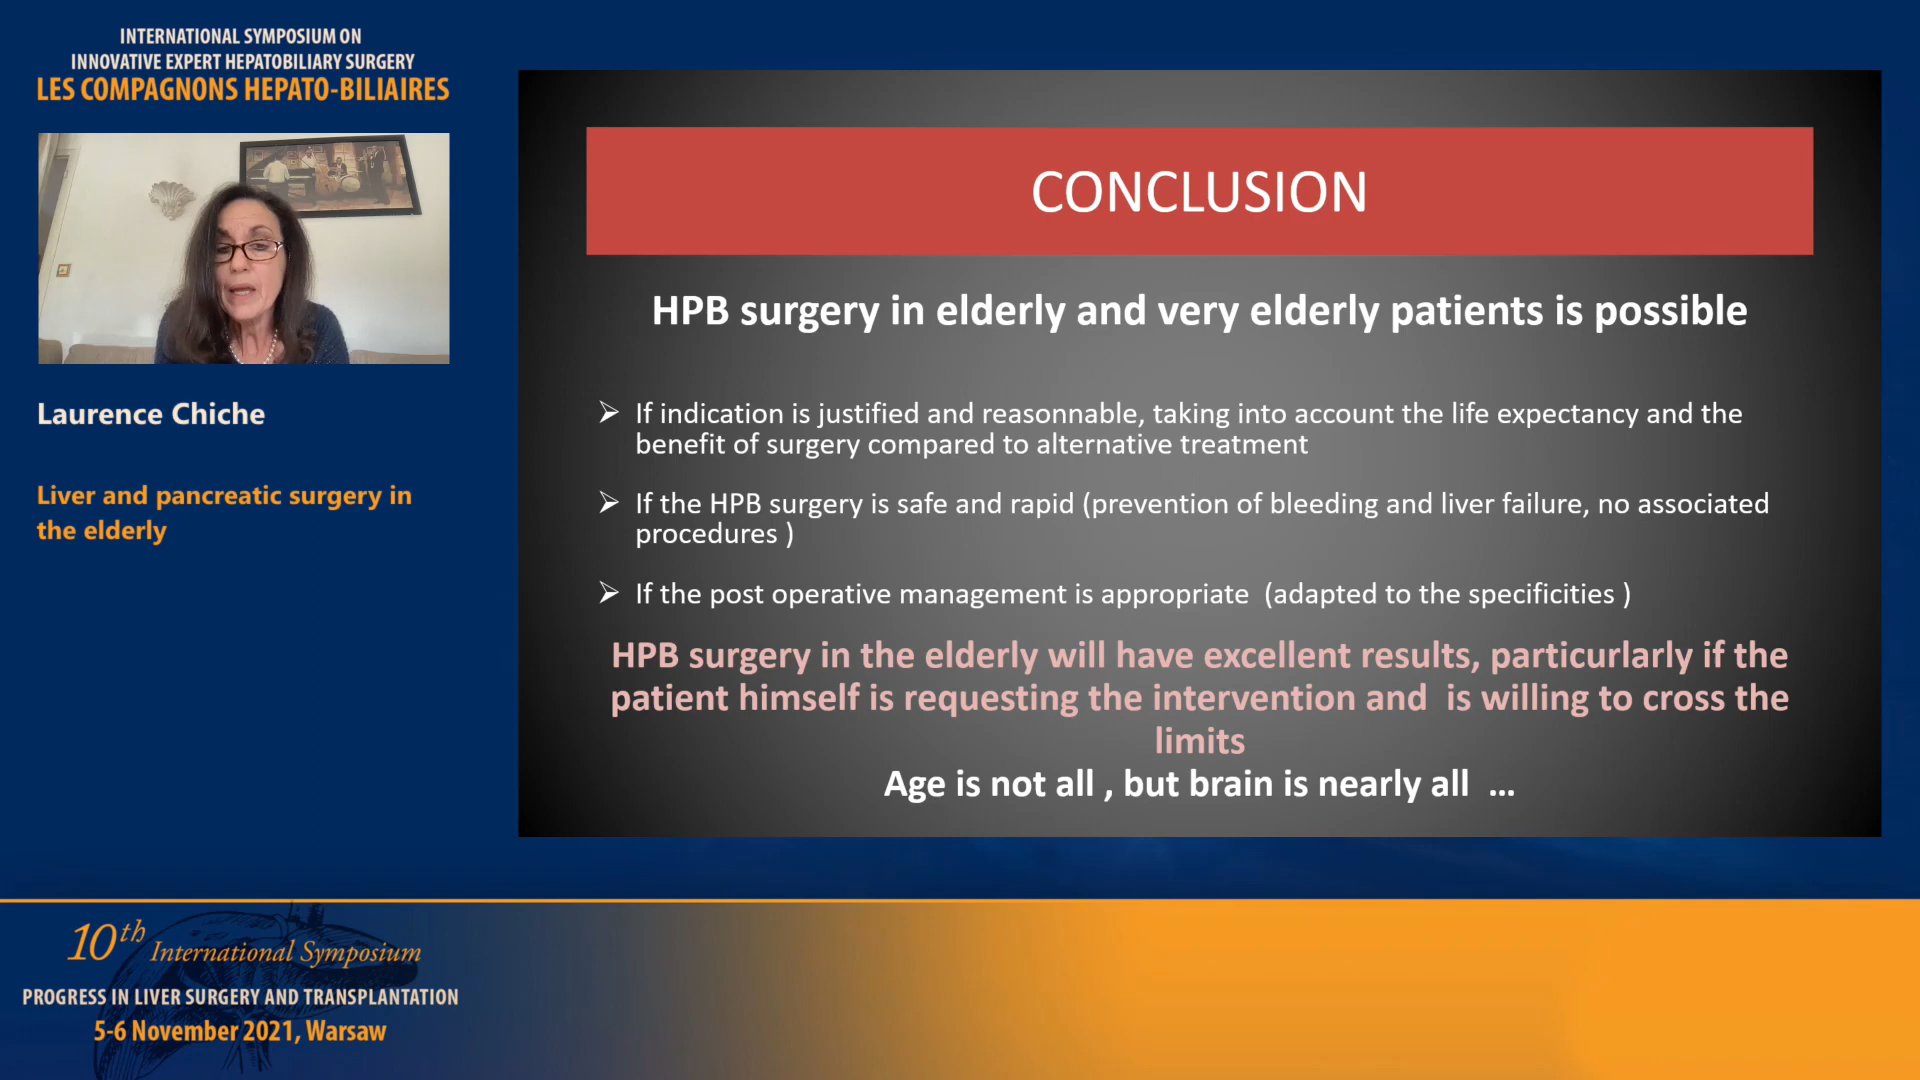 INTERNATIONAL SYMPOSIUM ON
INNOVATIVE EXPERT HEPATOBILIARY SURGERY
LES COMPAGNONS HEPATO-BILIAIRES
Laurence Chiche
Liver and pancreatic surgery in
the elderly
CONCLUSION
HPB surgery in elderly and very elderly patients is possible
➢ If indication is justified and reasonnable, taking into account the life expectancy and the
benefit of surgery compared to alternative treatment
➢ If the HPB surgery is safe and rapid (prevention of bleeding and liver failure, no associated
procedures )
➢ If the post operative management is appropriate (adapted to the specificities )
HPB surgery in the elderly will have excellent results, particurlarly if the
patient himself is requesting the intervention and is willing to cross the
limits
Age is not all , but brain is nearly all ...
10th International Symposium
PROGRESS IN LIVER SURGERY AND TRANSPLANTATION
5-6 November 2021, Warsaw